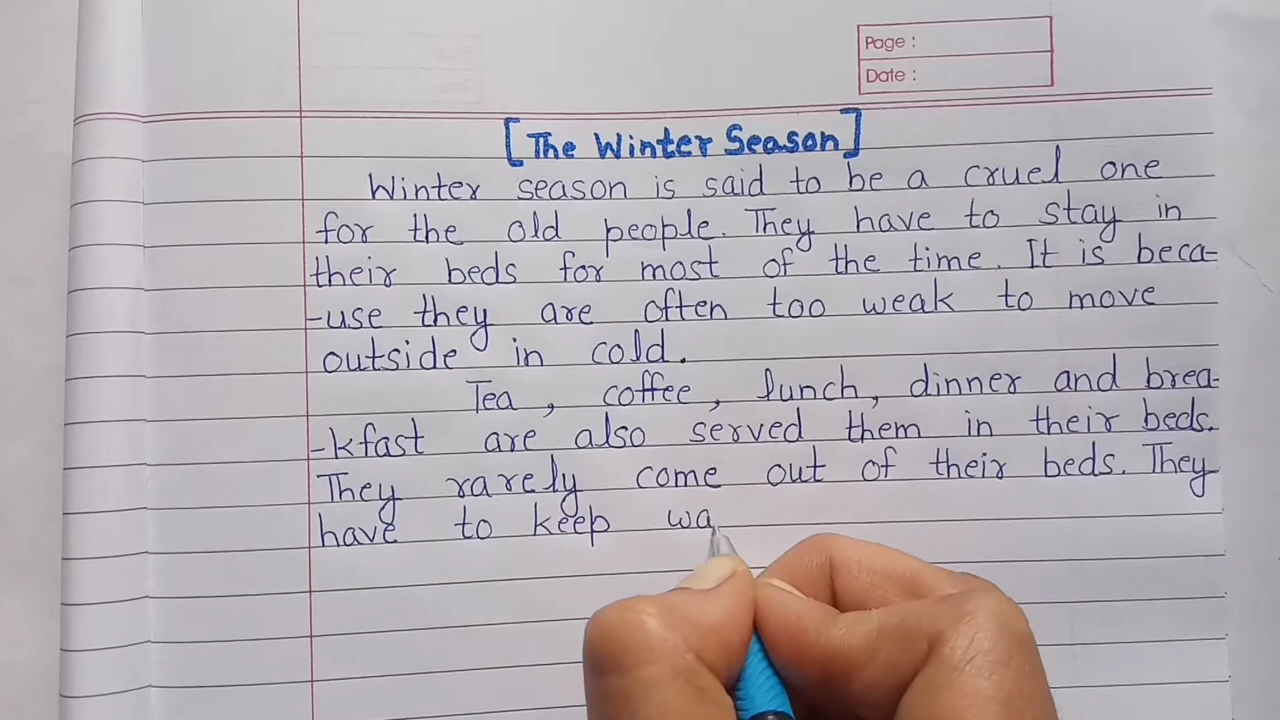 Page :
Date :
[The Winter Season]
Winter season is said to be a cruel one
for the old people. They have to stay in
their beds for most of the time. It is beca-
-use they are often too weak to move
outside in cold.
Tea, coffee, lunch, dinner and brea-
-kfast are also served them in their beds.
They rarely come out of their beds. They
have to keep wa